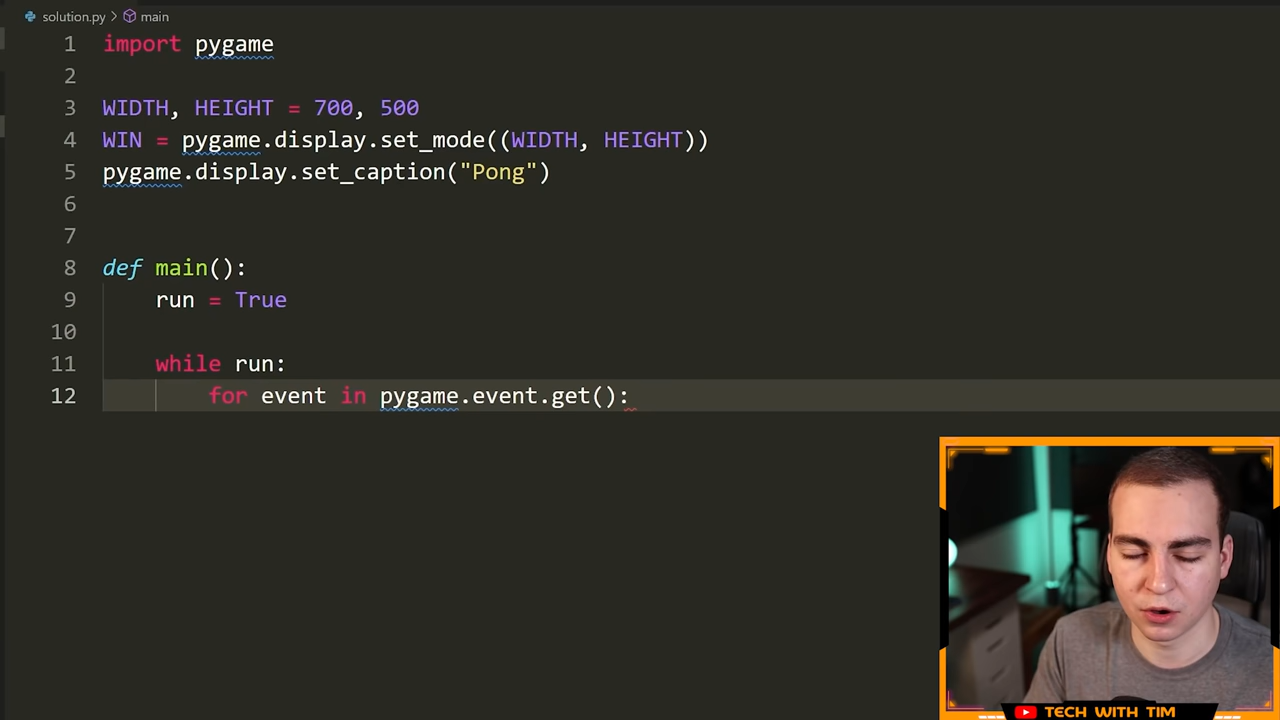 solution.py > main
1 import pygame
2
3 WIDTH, HEIGHT = 700, 500
4 WIN = pygame.display.set_mode((WIDTH, HEIGHT))
5 pygame.display.set_caption("Pong")
6
7
8 def main():
9     run = True
10
11     while run:
12         for event in pygame.event.get():
TECH WITH TIM